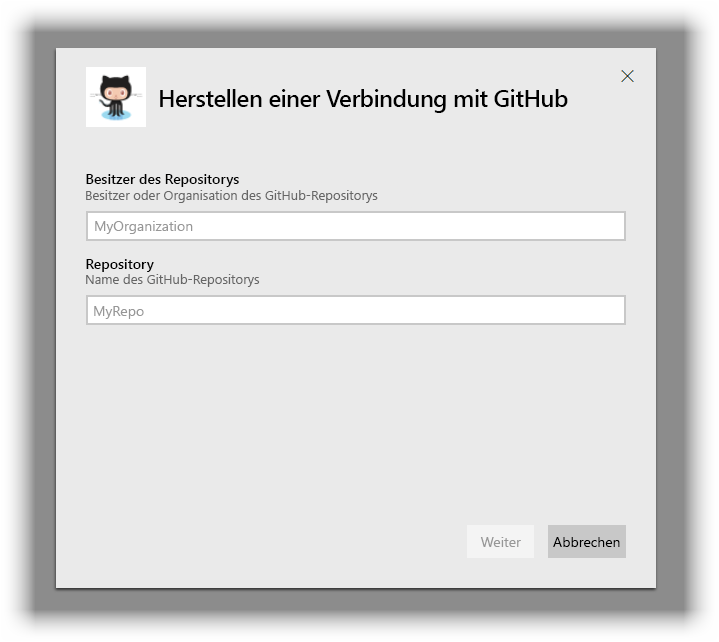 Herstellen einer Verbindung mit GitHub
Besitzer des Repositorys
Besitzer oder Organisation des GitHub-Repositorys
MyOrganization
Repository
Name des GitHub-Repositorys
MyRepo
Weiter Abbrechen